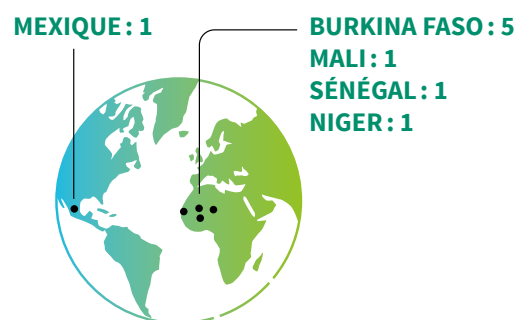 MEXIQUE : 1
BURKINA FASO : 5
MALI : 1
SÉNÉGAL : 1
NIGER : 1